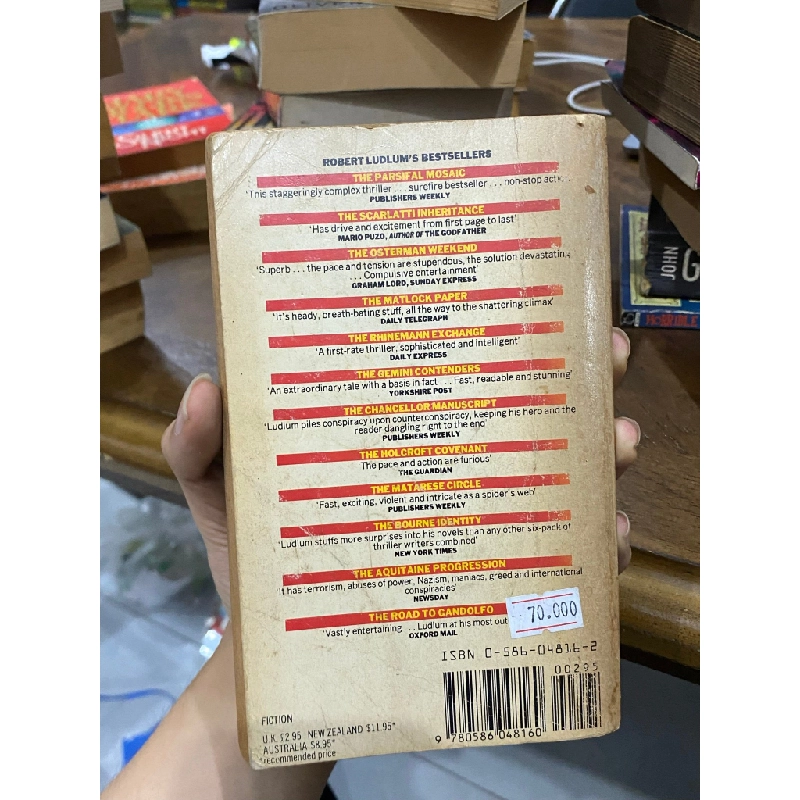 ROBERT LUDLUM'S BESTSELLERS
THE PARSIFAL MOSAIC
'This staggeringly complex thriller . . . surefire bestseller . . . non-stop act
PUBLISHERS WEEKLY
THE SCARLATTI INHERITANCE
'Has drive and excitement from first page to last'
MARIO PUZO, AUTHOR OF THE GODFATHER
THE OSTERMAN WEEKEND
'Superb . . . the pace and tension are stupendous, the solution devastating
. . . Compulsive entertainment'
GRAHAM LORD, SUNDAY EXPRESS
THE MATLOCK PAPER
'It's heady, breath-bating stuff, all the way to the shattering climax'
DAILY TELEGRAPH
THE RHINEMANN EXCHANGE
'A first-rate thriller, sophisticated and intelligent'
DAILY EXPRESS
THE GEMINI CONTENDERS
'An extraordinary tale with a basis in fact . . . fast, readable and stunning'
YORKSHIRE POST
THE CHANCELLOR MANUSCRIPT
'Ludlum piles conspiracy upon counterconspiracy, keeping his hero and the
reader dangling right to the end'
PUBLISHERS WEEKLY
THE HOLCROFT COVENANT
'The pace and action are furious'
THE GUARDIAN
THE MATARESE CIRCLE
'Fast, exciting, violent and intricate as a spider's web'
PUBLISHERS WEEKLY
THE BOURNE IDENTITY
'Ludlum stuffs more surprises into his novels than any other six-pack of
thriller writers combined'
NEW YORK TIMES
THE AQUITAINE PROGRESSION
'It has terrorism, abuses of power, Nazism, maniacs, greed and international
conspiracies'
NEWSDAY
THE ROAD TO GANDOLFO
'Vastly entertaining . . . Ludlum at his most out
OXFORD MAIL
70.000
ISBN 0-586-04816-2
00295
FICTION
U.K. £2.95 NEW ZEALAND $11.95*
AUSTRALIA $8.95*
*recommended price
9 780586 048160
JOHN
G
HORRIBLE